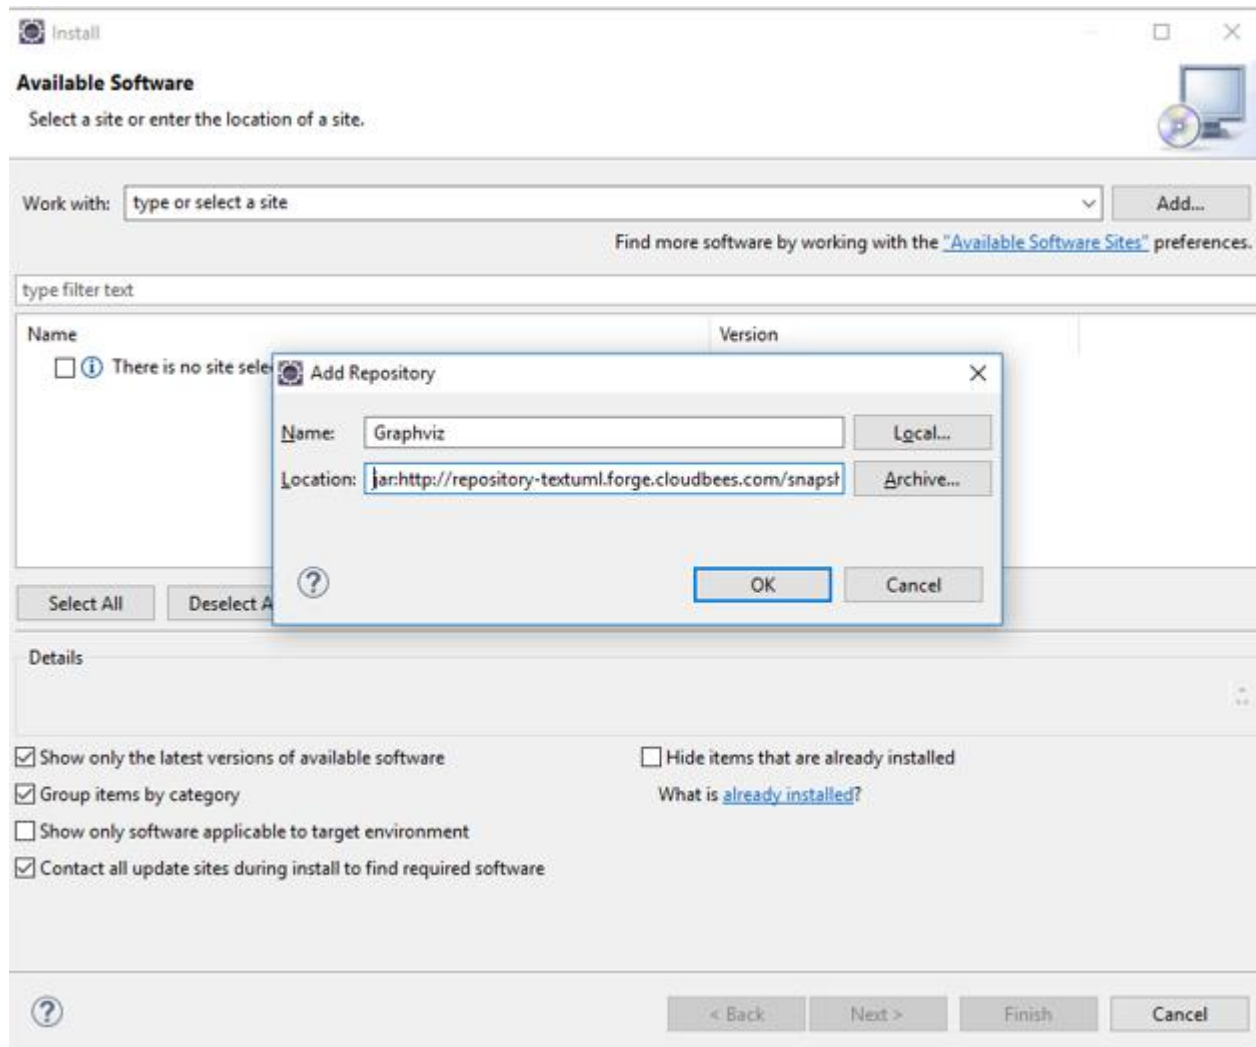 Install
Available Software
Select a site or enter the location of a site.
Work with: type or select a site Add...
Find more software by working with the "Available Software Sites" preferences.
type filter text
Name Version
There is no site selec
Add Repository
Name: Graphviz Local...
Location: jar:http://repository-textuml.forge.cloudbees.com/snapsh Archive...
OK Cancel
Select All Deselect A
Details
Show only the latest versions of available software Hide items that are already installed
Group items by category What is already installed?
Show only software applicable to target environment
Contact all update sites during install to find required software
< Back Next > Finish Cancel